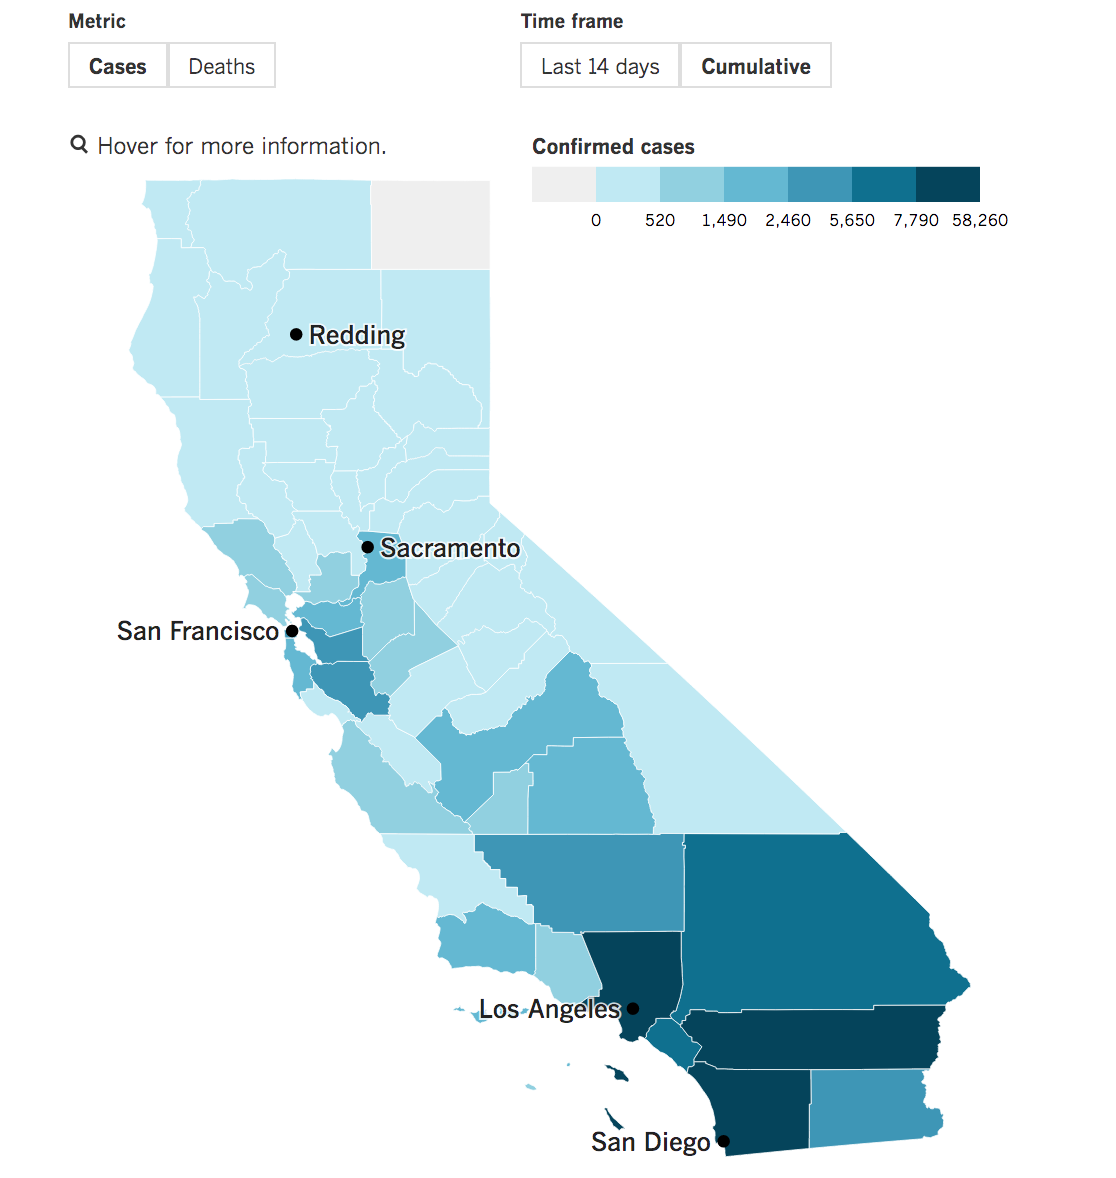 Metric
Time frame
Cases Deaths
Last 14 days Cumulative
Hover for more information.
Confirmed cases
0 520 1,490 2,460 5,650 7,790 58,260
Redding
Sacramento
San Francisco
Los Angeles
San Diego